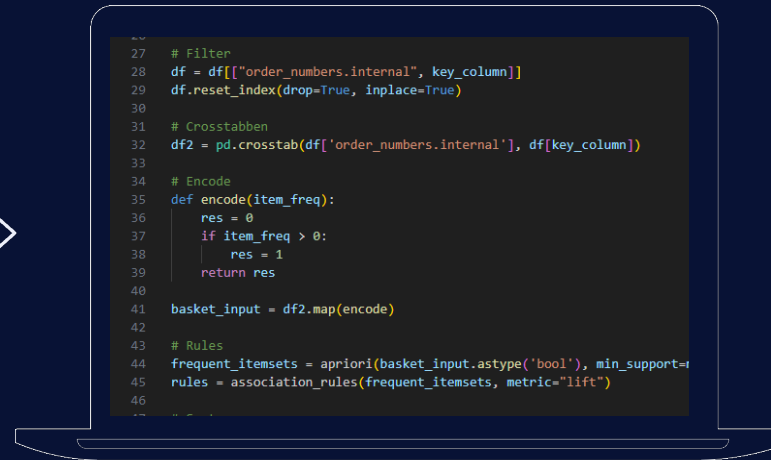 27 # Filter
28 df = df[["order_numbers.internal", key_column]]
29 df.reset_index(drop=True, inplace=True)
30
31 # Crosstabben
32 df2 = pd.crosstab(df['order_numbers.internal'], df[key_column])
33
34 # Encode
35 def encode(item_freq):
36     res = 0
37     if item_freq > 0:
38         res = 1
39     return res
40
41 basket_input = df2.map(encode)
42
43 # Rules
44 frequent_itemsets = apriori(basket_input.astype('bool'), min_support=
45 rules = association_rules(frequent_itemsets, metric="lift")
46